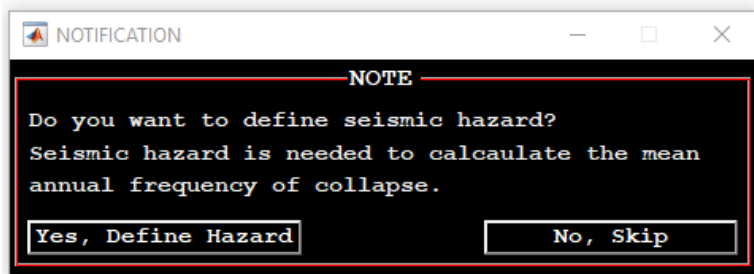 NOTIFICATION
NOTE
Do you want to define seismic hazard?
Seismic hazard is needed to calcaulate the mean
annual frequency of collapse.
Yes, Define Hazard
No, Skip